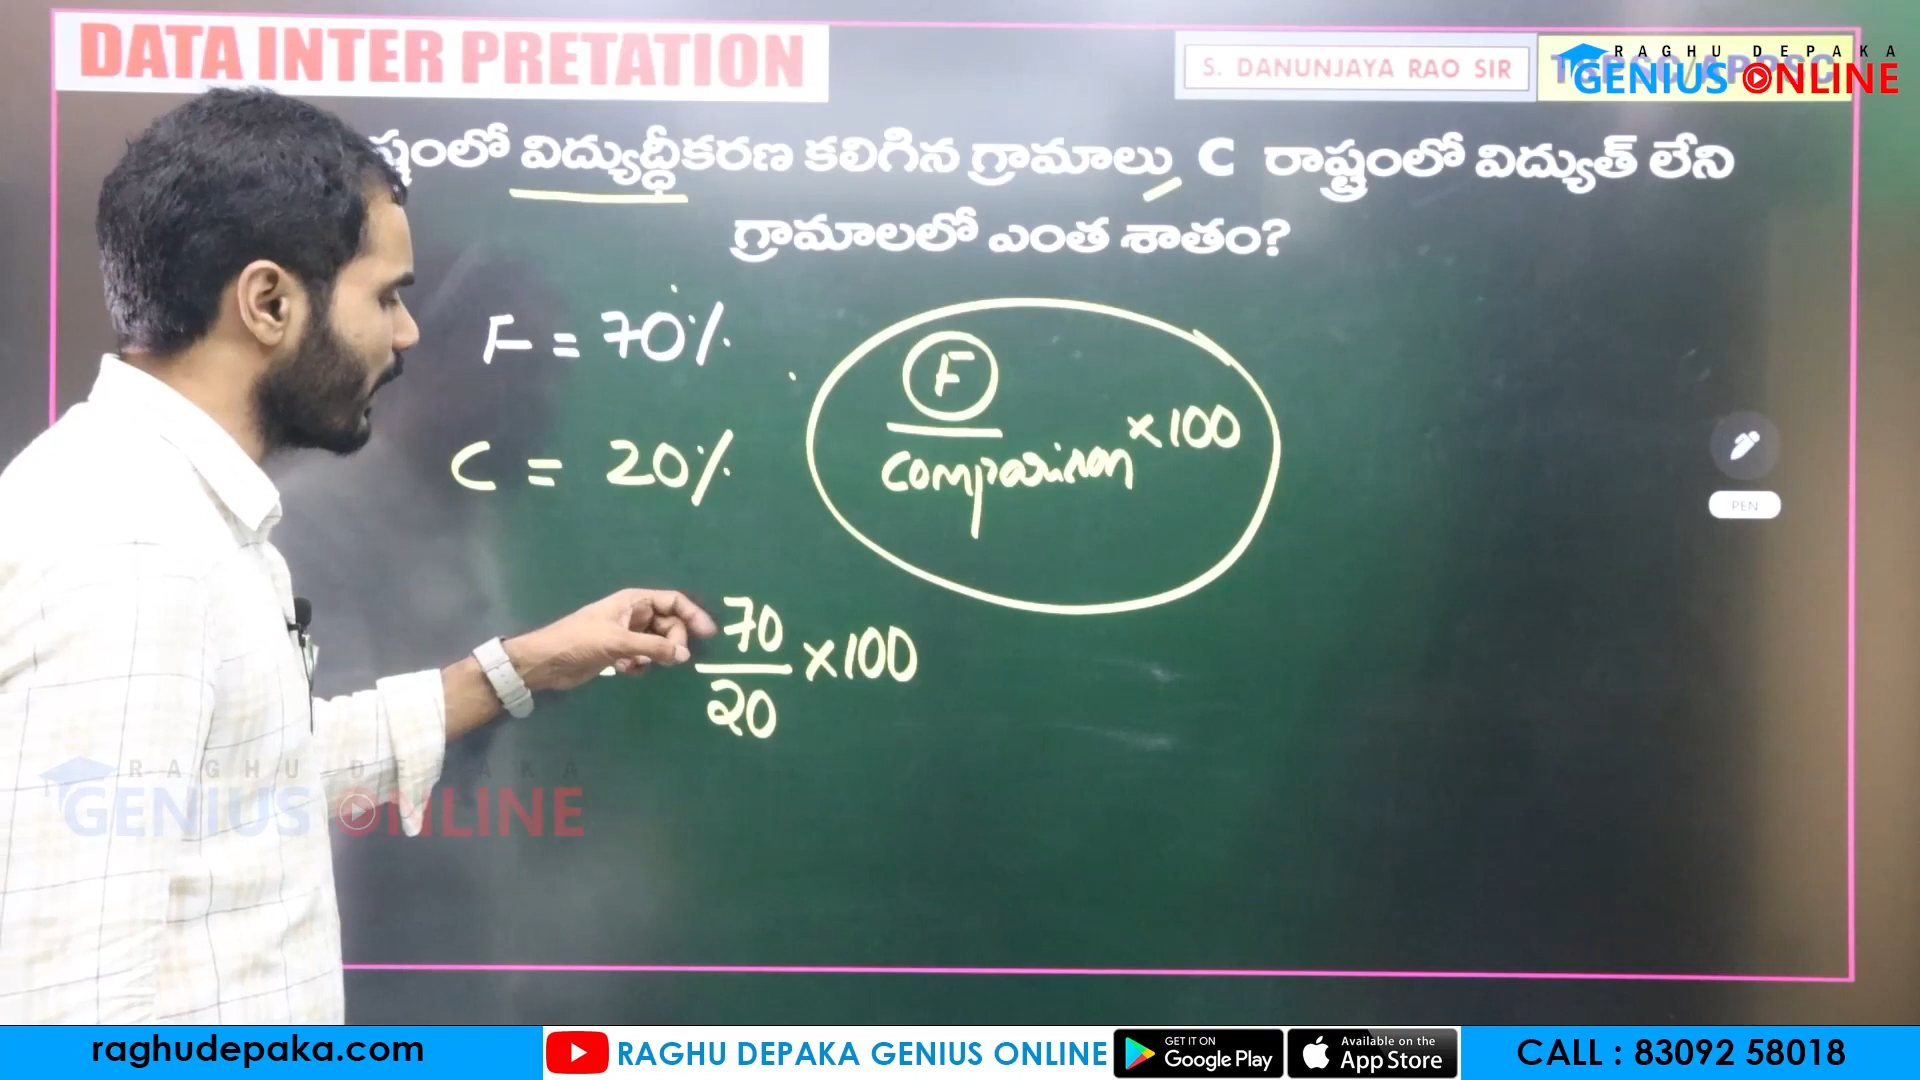 DATA INTER PRETATION
S. DANUNJAYA RAO SIR
RAGHU DEPAKA
GENIUS ONLINE
విద్యుద్ధీకరణ కలిగిన గ్రామాలు, C రాష్ట్రంలో విద్యుత్ లేని
గ్రామాలలో ఎంత శాతం?
F = 70%
F
comparison ×100
C = 20%
PEN
70
20 ×100
RAGHU DEPAKA
GENIUS ONLINE
raghudepaka.com
RAGHU DEPAKA GENIUS ONLINE
GET IT ON
Google Play
Available on the
App Store
CALL : 83092 58018